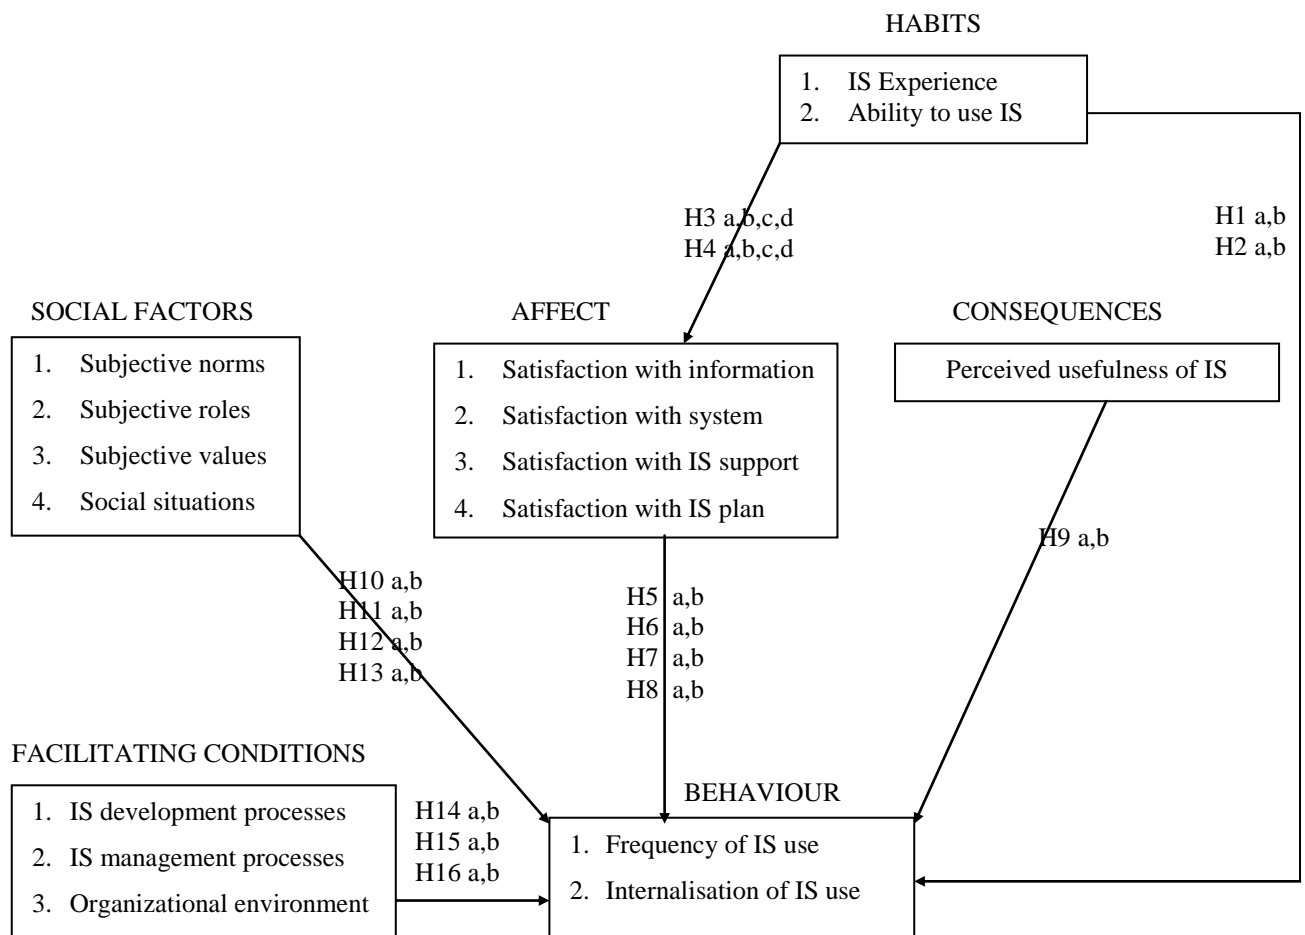 HABITS
1. IS Experience
2. Ability to use IS
H3 a,b,c,d
H4 a,b,c,d
H1 a,b
H2 a,b
SOCIAL FACTORS
1. Subjective norms
2. Subjective roles
3. Subjective values
4. Social situations
AFFECT
1. Satisfaction with information
2. Satisfaction with system
3. Satisfaction with IS support
4. Satisfaction with IS plan
CONSEQUENCES
Perceived usefulness of IS
H9 a,b
H10 a,b
H11 a,b
H12 a,b
H13 a,b
H5 a,b
H6 a,b
H7 a,b
H8 a,b
FACILITATING CONDITIONS
1. IS development processes
2. IS management processes
3. Organizational environment
H14 a,b
H15 a,b
H16 a,b
BEHAVIOUR
1. Frequency of IS use
2. Internalisation of IS use